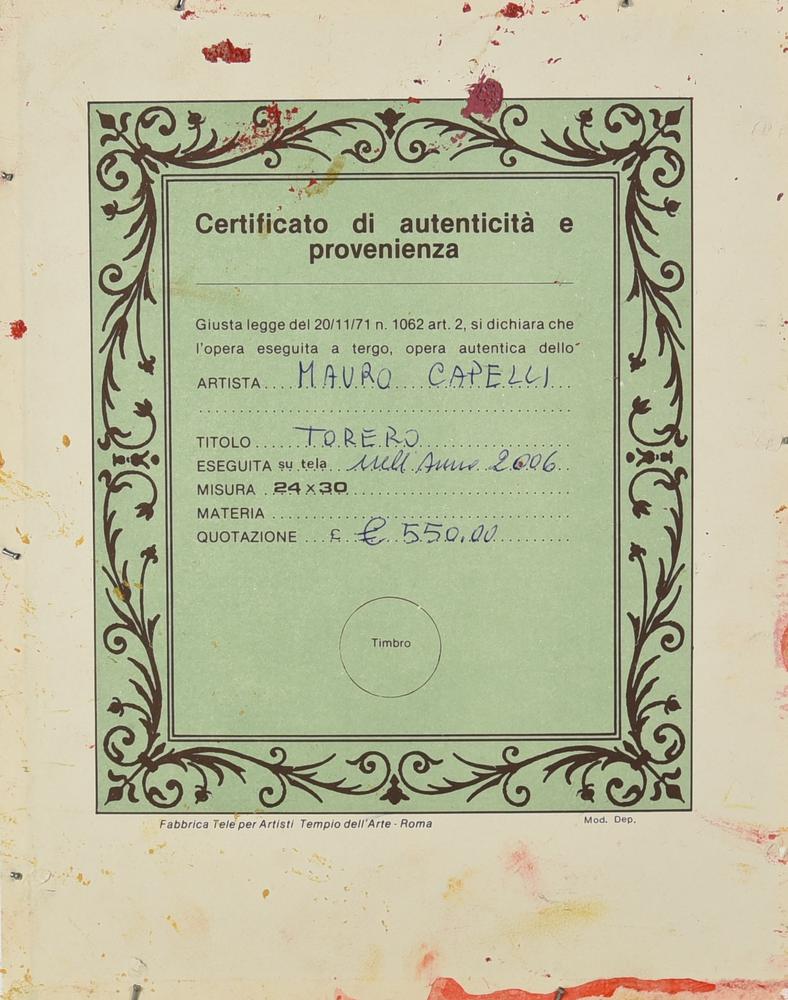 Certificato di autenticità e
provenienza
Giusta legge del 20/11/71 n. 1062 art. 2, si dichiara che
l'opera eseguita a tergo, opera autentica dello
ARTISTA.... MAURO CAPELLI
TITOLO...... TORERO
ESEGUITA su tela.. nell'Anno 2006
MISURA ..24x30
MATERIA
QUOTAZIONE ...£... € 550,00
Timbro
Fabbrica Tele per Artisti Tempio dell'Arte - Roma
Mod. Dep.